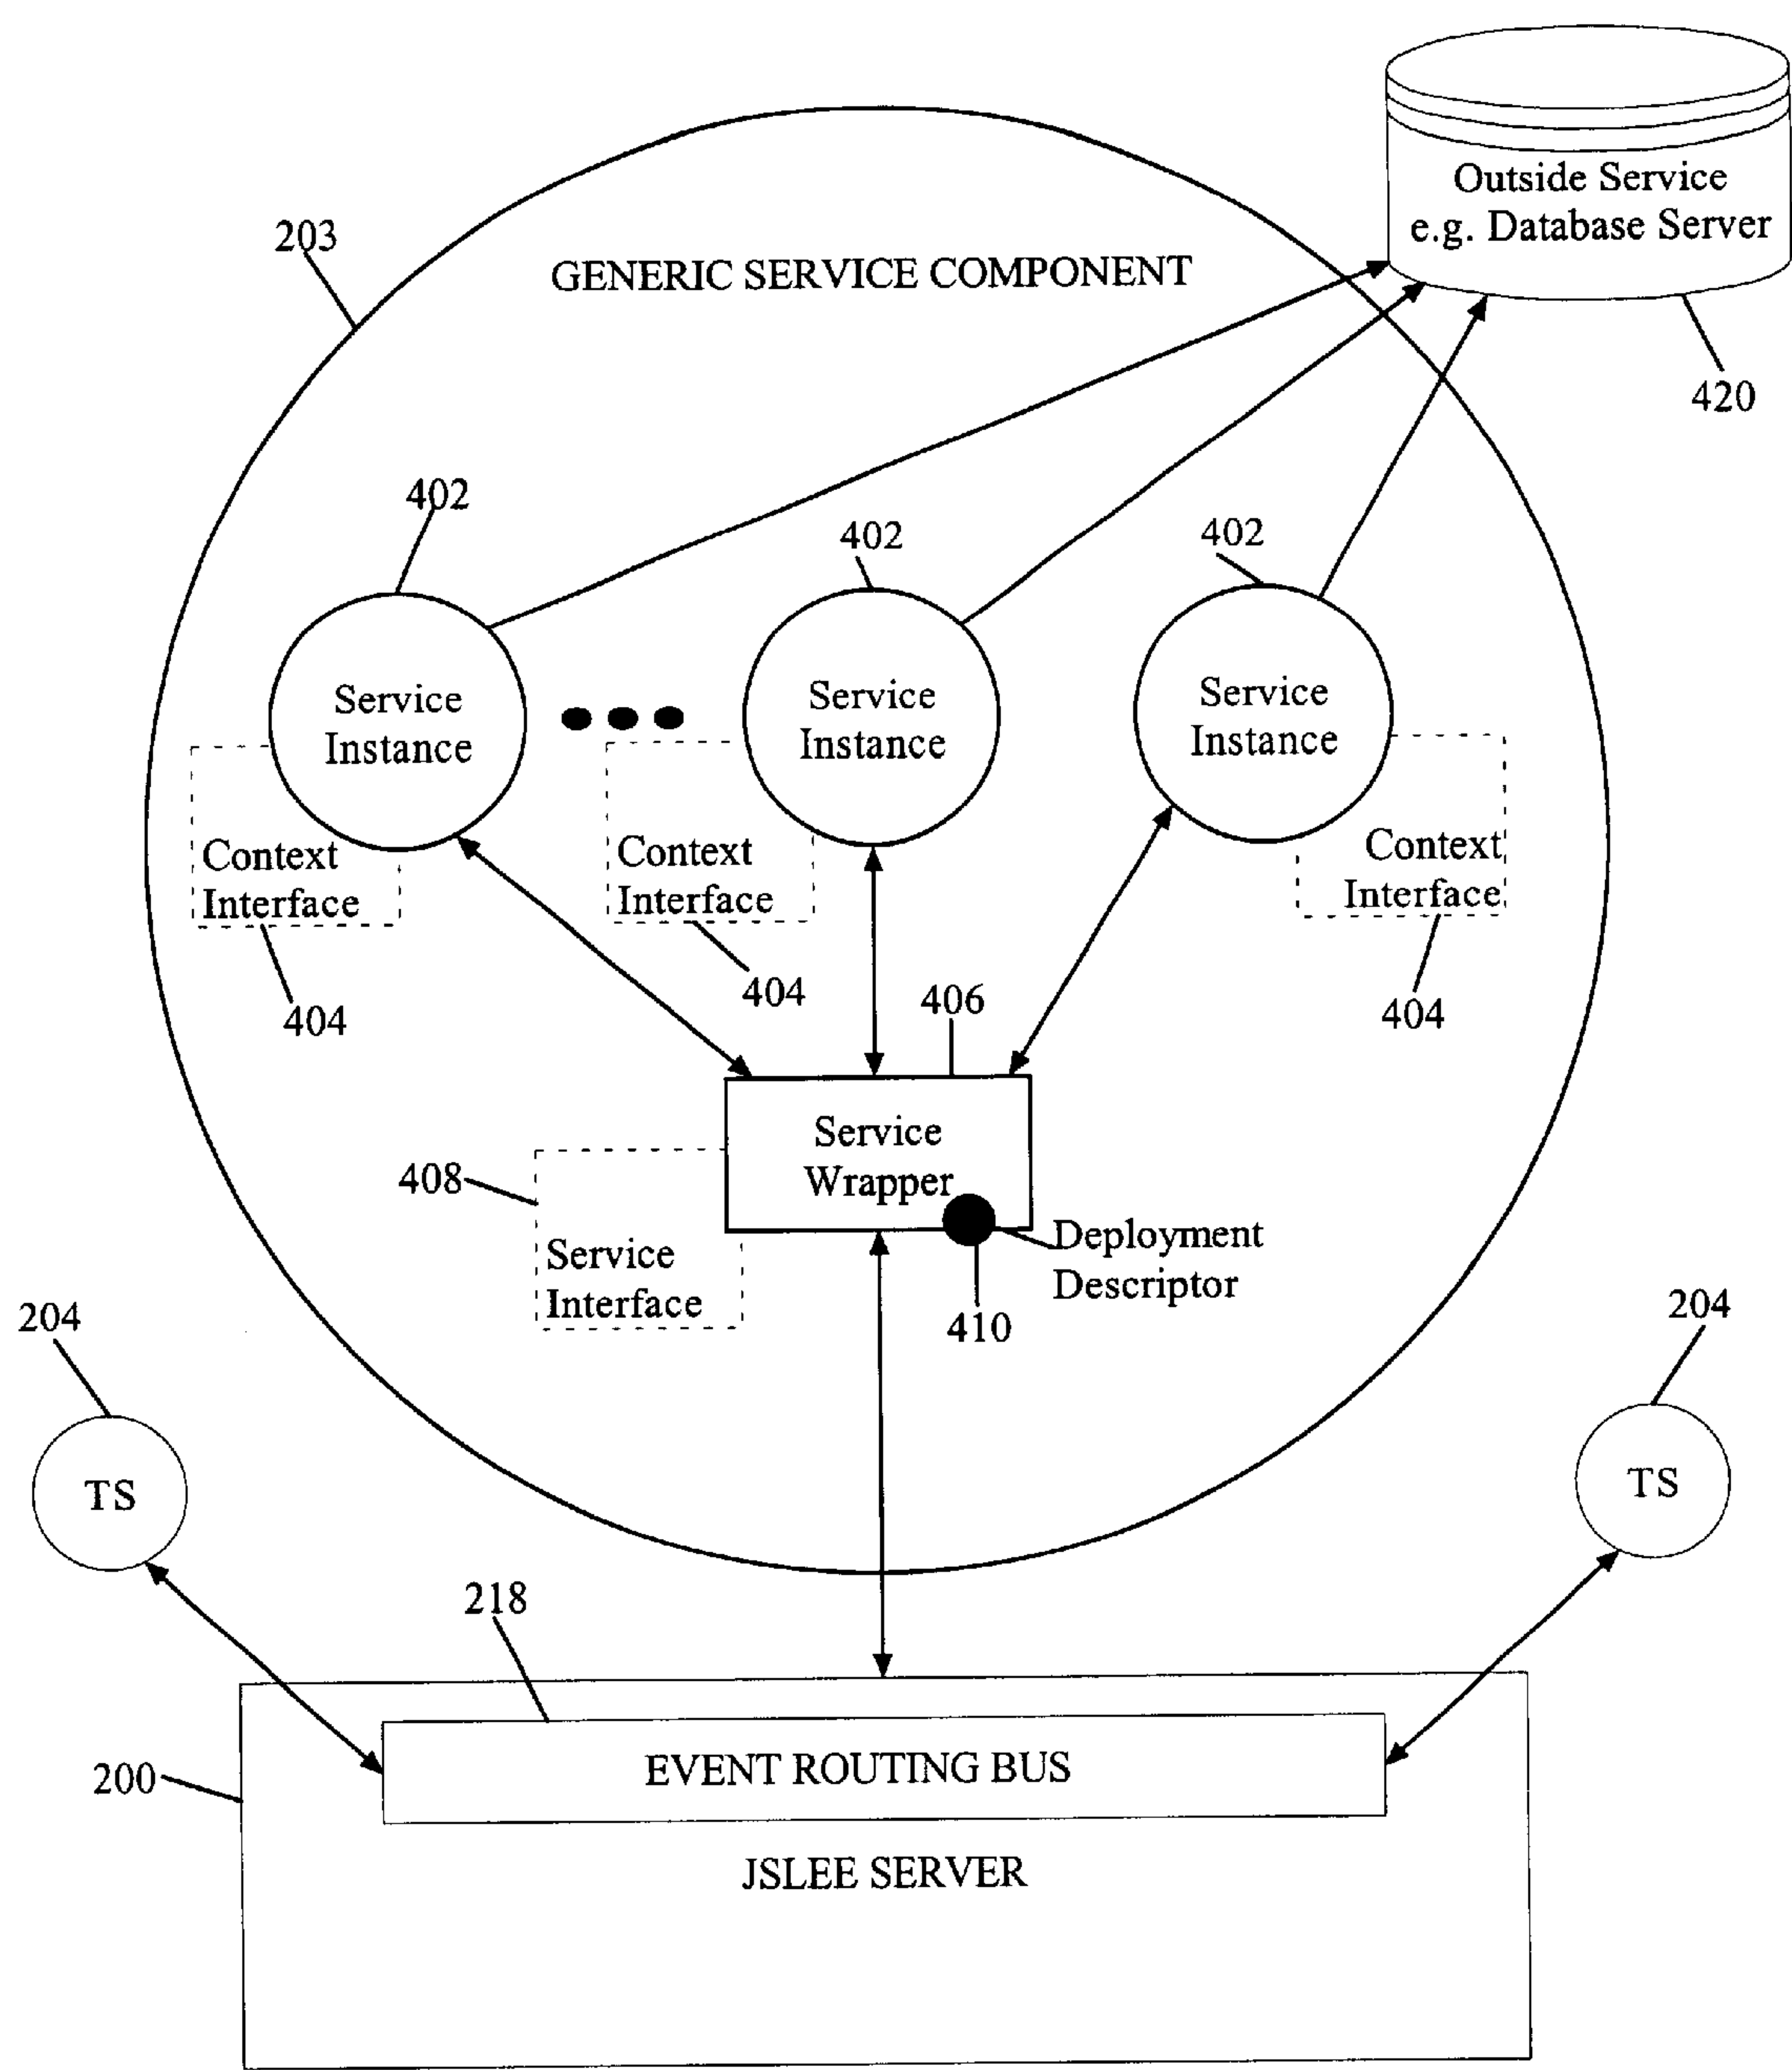 Outside Service
e.g. Database Server
203
GENERIC SERVICE COMPONENT
420
402
402
402
Service
Instance
Service
Instance
Service
Instance
Context
Interface
Context
Interface
Context
Interface
404
404
404
406
Service
Wrapper
408
Service
Interface
Deployment
Descriptor
410
204
204
TS
TS
218
EVENT ROUTING BUS
200
JSLEE SERVER